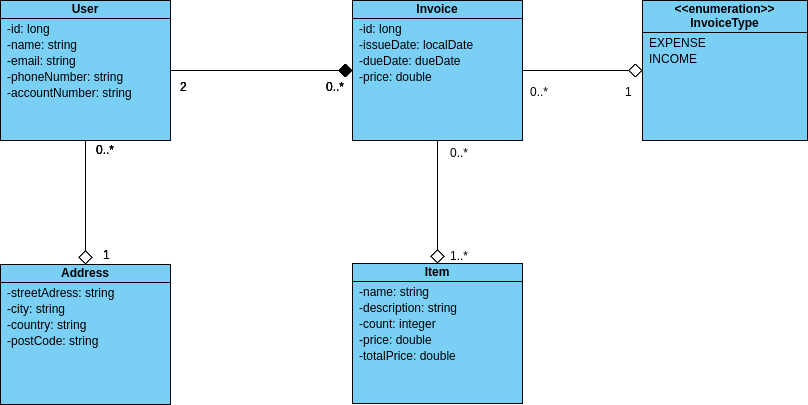 User
-id: long
-name: string
-email: string
-phoneNumber: string
-accountNumber: string
2
0..*
Invoice
-id: long
-issueDate: localDate
-dueDate: dueDate
-price: double
0..*
1
<<enumeration>>
InvoiceType
EXPENSE
INCOME
0..*
1
Address
-streetAdress: string
-city: string
-country: string
-postCode: string
0..*
1..*
Item
-name: string
-description: string
-count: integer
-price: double
-totalPrice: double